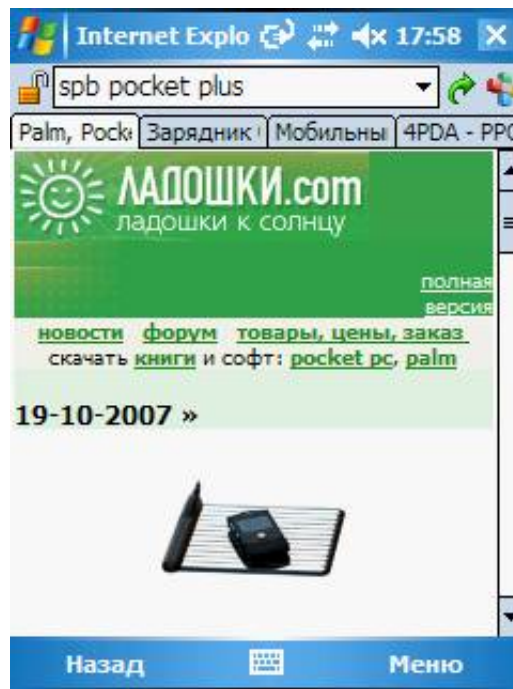 Internet Explo 17:58
spb pocket plus
Palm, Pock Зарядник Мобильны 4PDA - PPC
ЛАДОШКИ.com
ладошки к солнцу
полная
версия
новости форум товары, цены, заказ
скачать книги и софт: pocket pc, palm
19-10-2007 »
Назад Меню